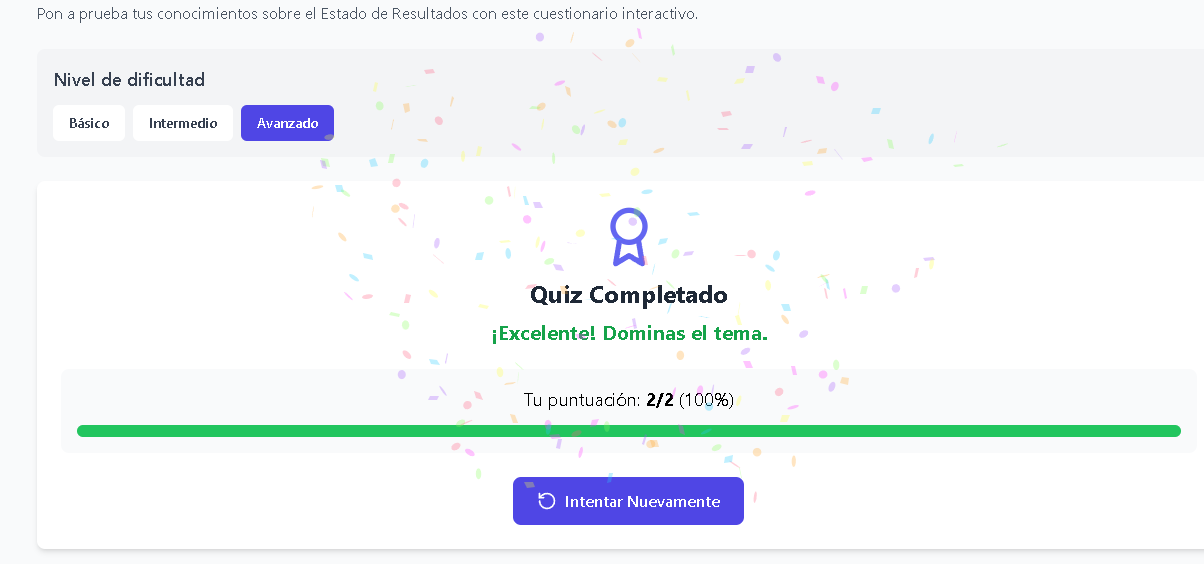 Pon a prueba tus conocimientos sobre el Estado de Resultados con este cuestionario interactivo.
Nivel de dificultad
Básico Intermedio Avanzado
Quiz Completado
¡Excelente! Dominas el tema.
Tu puntuación: 2/2 (100%)
Intentar Nuevamente